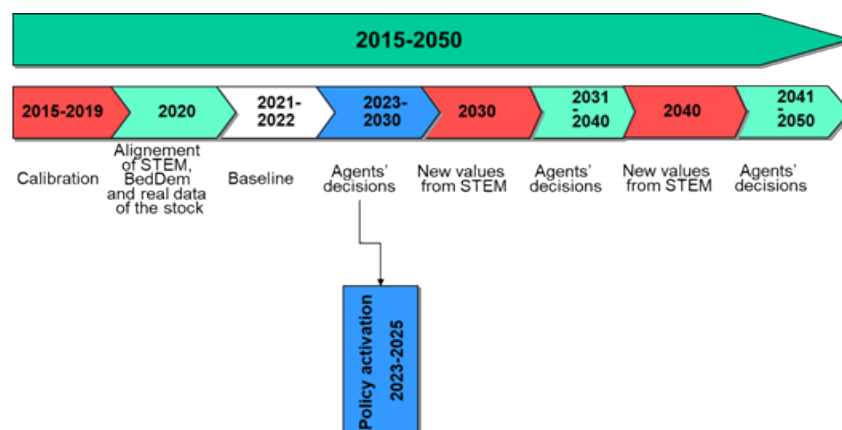 2015-2050
2015-2019
2020
2021-
2022
2023-
2030
2030
2031
-
2040
2040
2041
-
2050
Calibration
Alignement
of STEM,
BedDem
and real data
of the stock
Baseline
Agents'
decisions
New values
from STEM
Agents'
decisions
New values
from STEM
Agents'
decisions
Policy activation
2023-2025